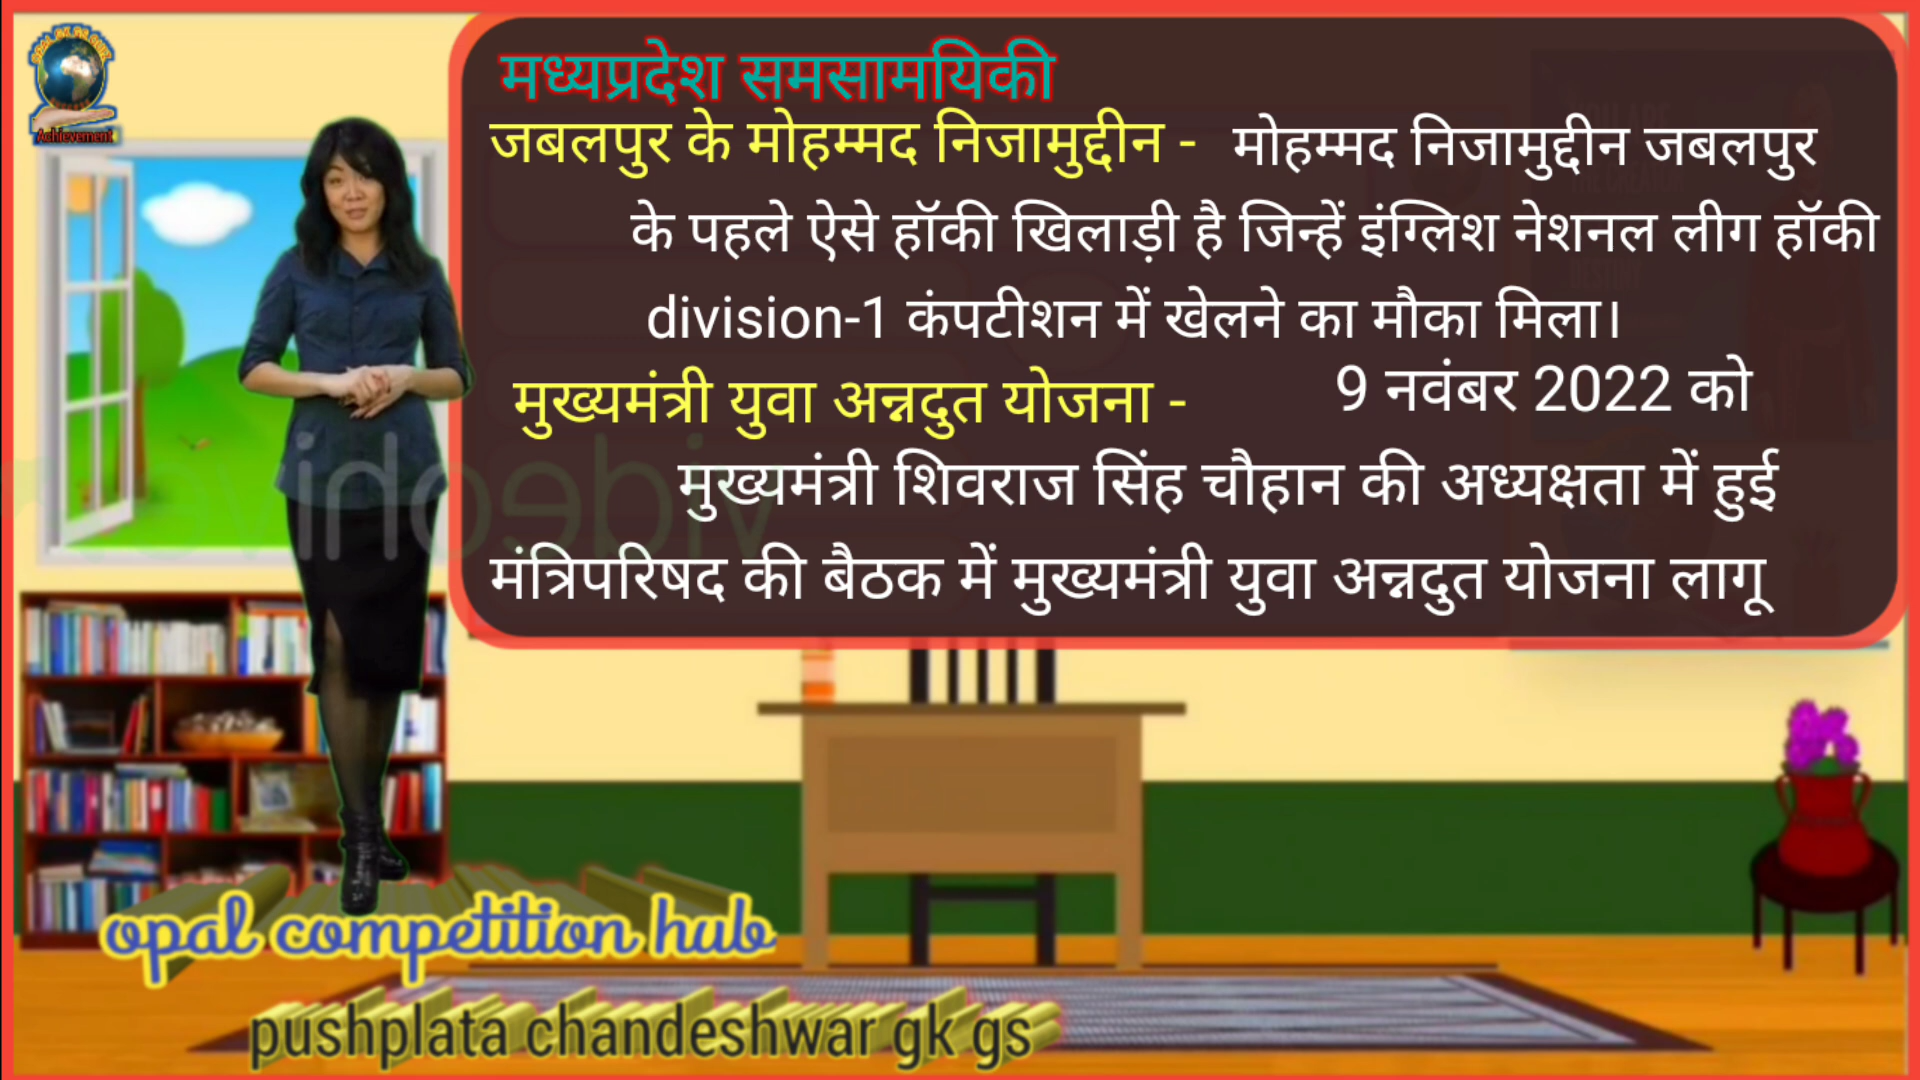 मध्यप्रदेश समसामयिकी
जबलपुर के मोहम्मद निजामुद्दीन - मोहम्मद निजामुद्दीन जबलपुर
के पहले ऐसे हॉकी खिलाड़ी है जिन्हें इंग्लिश नेशनल लीग हॉकी
division-1 कंपटीशन में खेलने का मौका मिला।
मुख्यमंत्री युवा अन्नदुत योजना - 9 नवंबर 2022 को
मुख्यमंत्री शिवराज सिंह चौहान की अध्यक्षता में हुई
मंत्रिपरिषद की बैठक में मुख्यमंत्री युवा अन्नदुत योजना लागू
Achievement
opal competition hub
pushplata chandeshwar gk gs